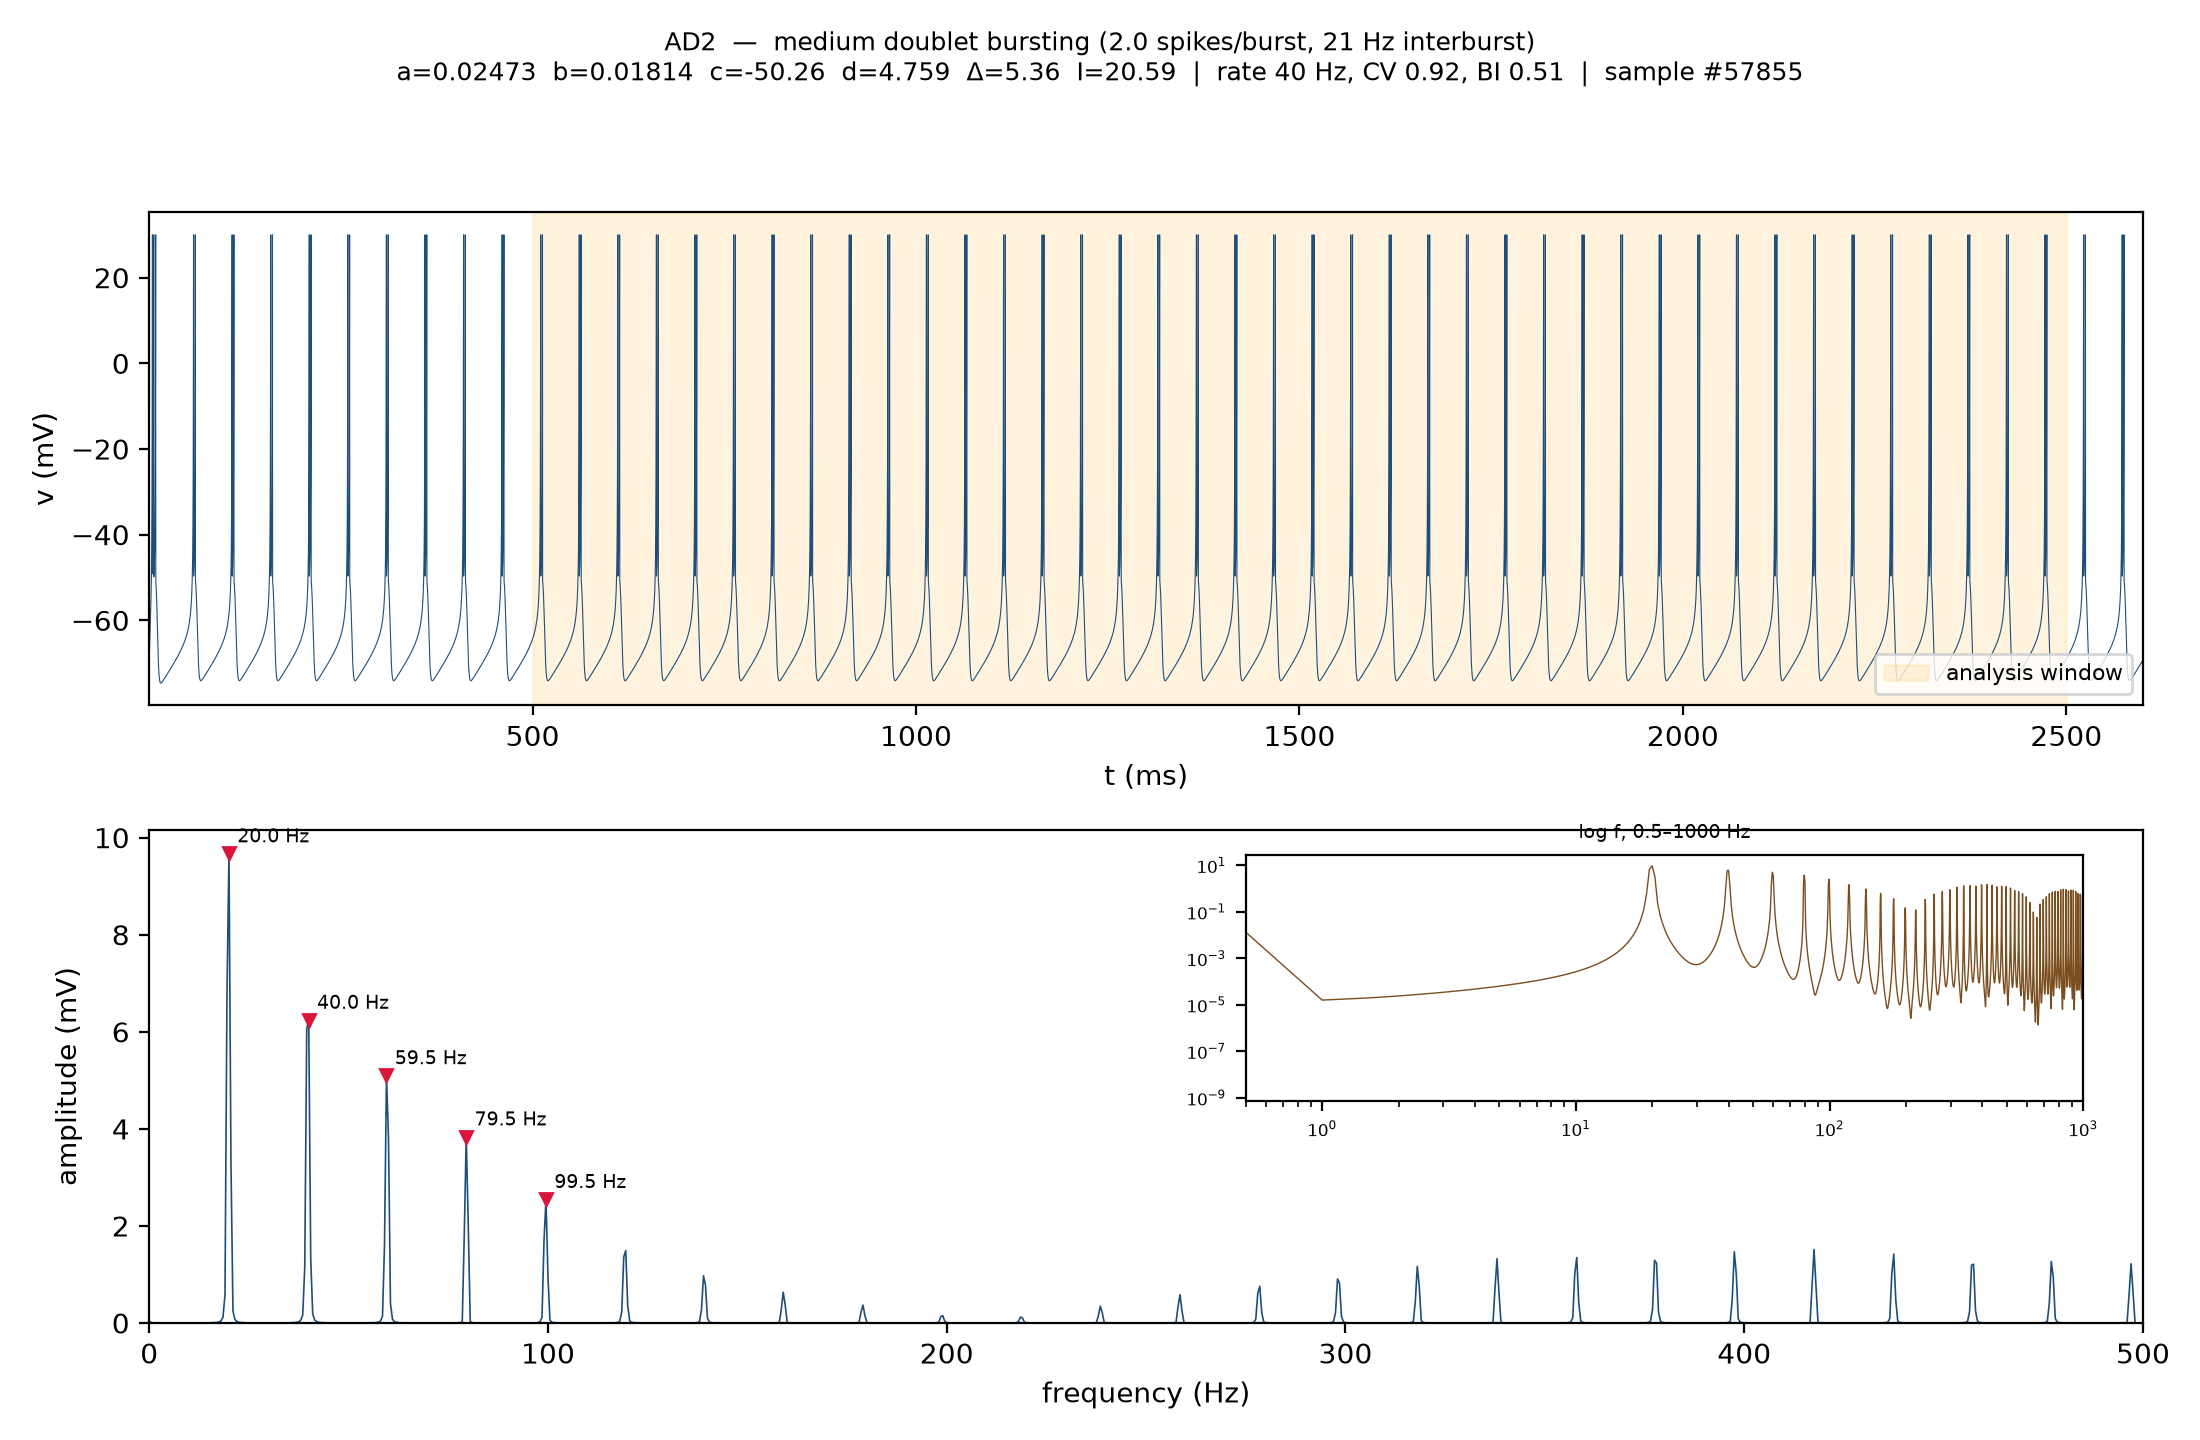 AD2 — medium doublet bursting (2.0 spikes/burst, 21 Hz interburst)
a=0.02473 b=0.01814 c=-50.26 d=4.759 Δ=5.36 I=20.59 | rate 40 Hz, CV 0.92, BI 0.51 | sample #57855
20
0
−20
−40
−60
v (mV)
analysis window
500
1000
1500
2000
2500
t (ms)
10
8
6
4
2
0
amplitude (mV)
20.0 Hz
40.0 Hz
59.5 Hz
79.5 Hz
99.5 Hz
log f, 0.5–1000 Hz
10¹
10⁻¹
10⁻³
10⁻⁵
10⁻⁷
10⁻⁹
10⁰
10¹
10²
10³
0
100
200
300
400
500
frequency (Hz)